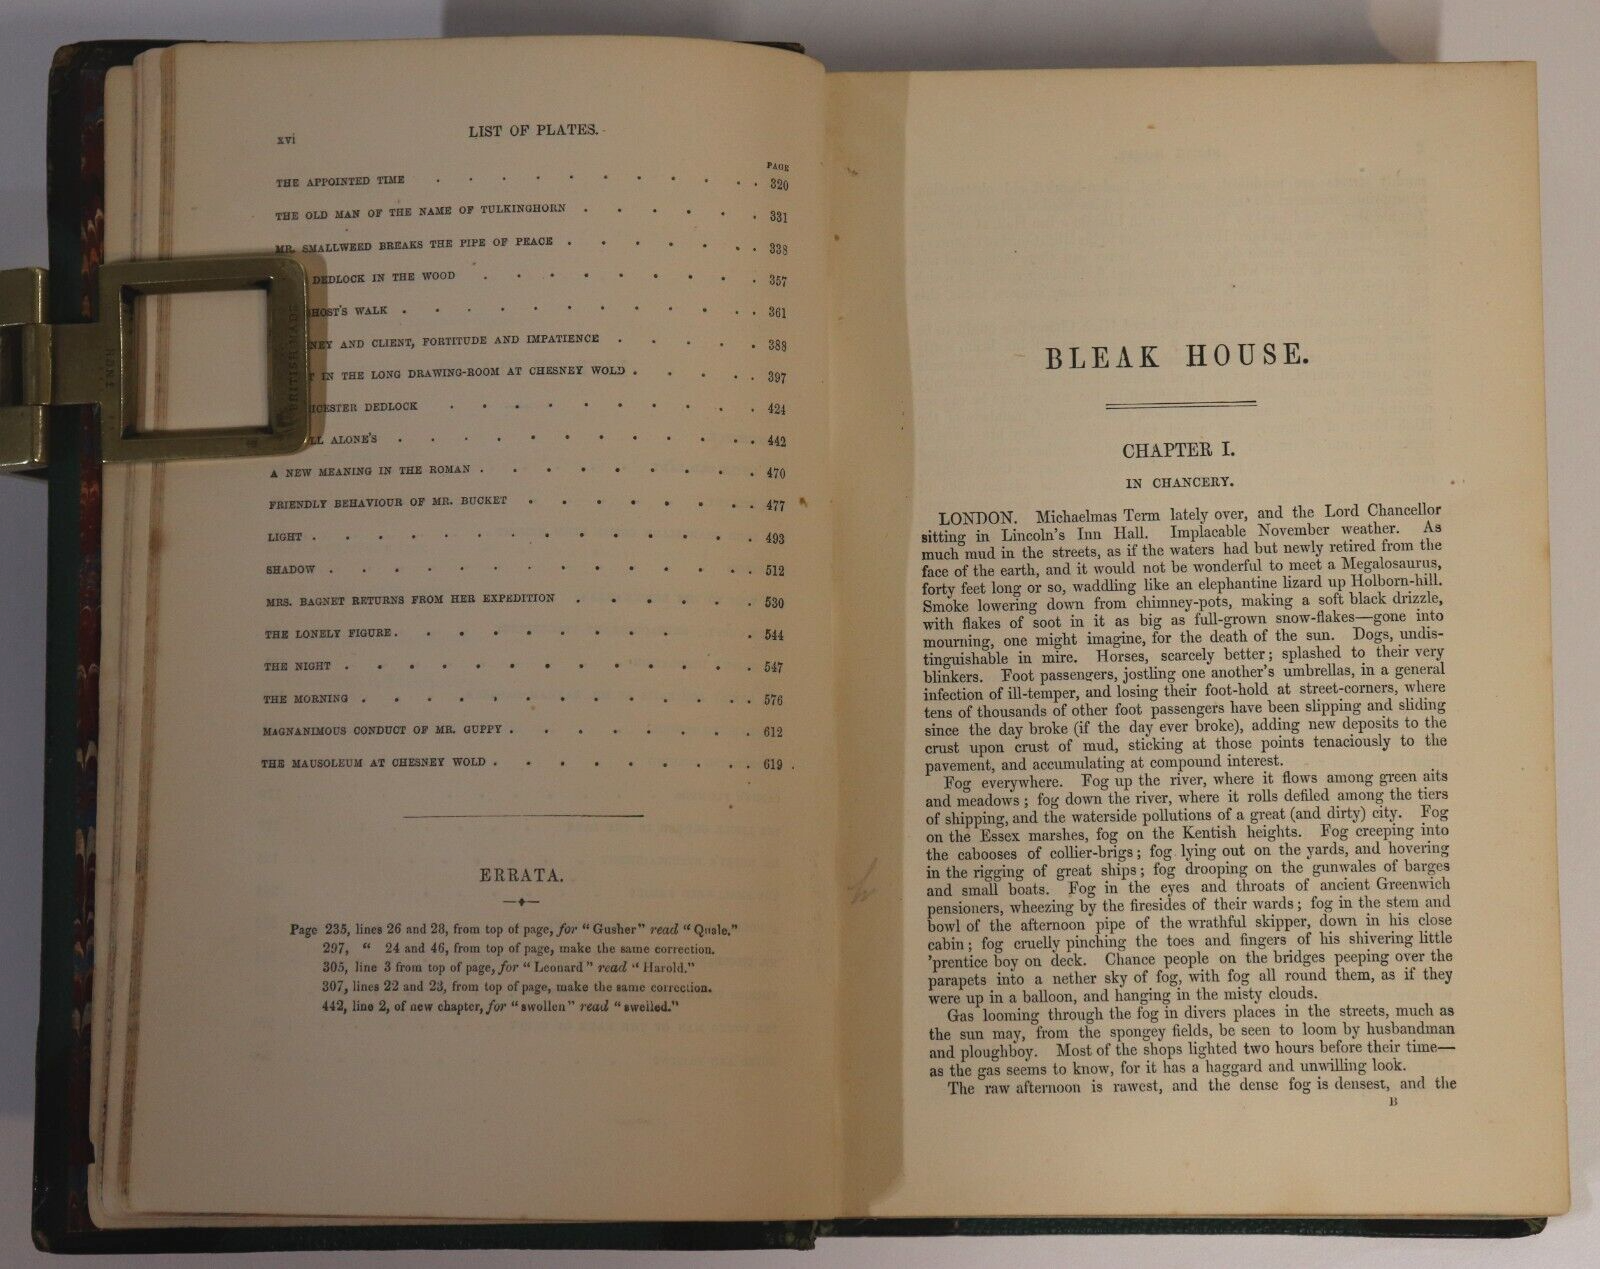 xvi
LIST OF PLATES.
PAGE
THE APPOINTED TIME . . . . . . . . . . . 320
THE OLD MAN OF THE NAME OF TULKINGHORN . . . . . . 331
MR. SMALLWEED BREAKS THE PIPE OF PEACE . . . . . . . 338
DEDLOCK IN THE WOOD . . . . . . . . . 357
HOST'S WALK . . . . . . . . . . . . 361
NEY AND CLIENT, FORTITUDE AND IMPATIENCE . . . . . 388
IN THE LONG DRAWING-ROOM AT CHESNEY WOLD . . . . . 397
ICESTER DEDLOCK . . . . . . . . . . 424
LL ALONE'S . . . . . . . . . . . . 442
A NEW MEANING IN THE ROMAN . . . . . . . . . 470
FRIENDLY BEHAVIOUR OF MR. BUCKET . . . . . . . . 477
LIGHT . . . . . . . . . . . . . . 493
SHADOW . . . . . . . . . . . . . 512
MRS. BAGNET RETURNS FROM HER EXPEDITION . . . . . . 530
THE LONELY FIGURE . . . . . . . . . . 544
THE NIGHT . . . . . . . . . . . . . 547
THE MORNING . . . . . . . . . . . . . 576
MAGNANIMOUS CONDUCT OF MR. GUPPY . . . . . . . . 612
THE MAUSOLEUM AT CHESNEY WOLD . . . . . . . . . 619
ERRATA.
Page 235, lines 26 and 28, from top of page, for "Gusher" read "Quale."
297, " 24 and 46, from top of page, make the same correction.
305, line 3 from top of page, for "Leonard" read "Harold."
307, lines 22 and 23, from top of page, make the same correction.
442, line 2, of new chapter, for "swollen" read "swelled."
BRITISH MADE
BLEAK HOUSE.
CHAPTER I.
IN CHANCERY.
LONDON. Michaelmas Term lately over, and the Lord Chancellor
sitting in Lincoln's Inn Hall. Implacable November weather. As
much mud in the streets, as if the waters had but newly retired from the
face of the earth, and it would not be wonderful to meet a Megalosaurus,
forty feet long or so, waddling like an elephantine lizard up Holborn-hill.
Smoke lowering down from chimney-pots, making a soft black drizzle,
with flakes of soot in it as big as full-grown snow-flakes—gone into
mourning, one might imagine, for the death of the sun. Dogs, undis-
tinguishable in mire. Horses, scarcely better; splashed to their very
blinkers. Foot passengers, jostling one another's umbrellas, in a general
infection of ill-temper, and losing their foot-hold at street-corners, where
tens of thousands of other foot passengers have been slipping and sliding
since the day broke (if the day ever broke), adding new deposits to the
crust upon crust of mud, sticking at those points tenaciously to the
pavement, and accumulating at compound interest.
Fog everywhere. Fog up the river, where it flows among green aits
and meadows; fog down the river, where it rolls defiled among the tiers
of shipping, and the waterside pollutions of a great (and dirty) city. Fog
on the Essex marshes, fog on the Kentish heights. Fog creeping into
the cabooses of collier-brigs; fog lying out on the yards, and hovering
in the rigging of great ships; fog drooping on the gunwales of barges
and small boats. Fog in the eyes and throats of ancient Greenwich
pensioners, wheezing by the firesides of their wards; fog in the stem and
bowl of the afternoon pipe of the wrathful skipper, down in his close
cabin; fog cruelly pinching the toes and fingers of his shivering little
'prentice boy on deck. Chance people on the bridges peeping over the
parapets into a nether sky of fog, with fog all round them, as if they
were up in a balloon, and hanging in the misty clouds.
Gas looming through the fog in divers places in the streets, much as
the sun may, from the spongey fields, be seen to loom by husbandman
and ploughboy. Most of the shops lighted two hours before their time—
as the gas seems to know, for it has a haggard and unwilling look.
The raw afternoon is rawest, and the dense fog is densest, and the
B